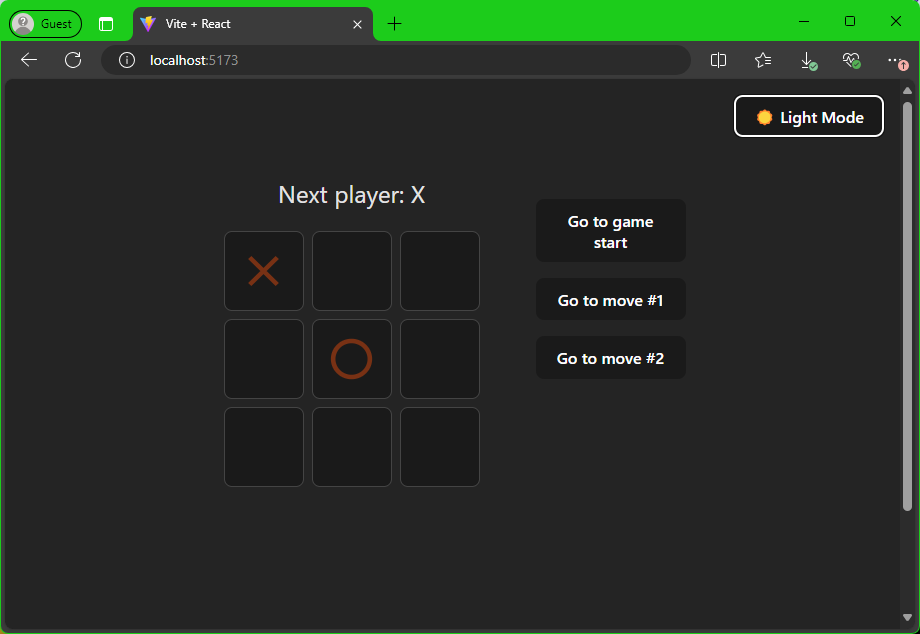 Guest
Vite + React
localhost:5173
Light Mode
Next player: X
Go to game
start
Go to move #1
Go to move #2